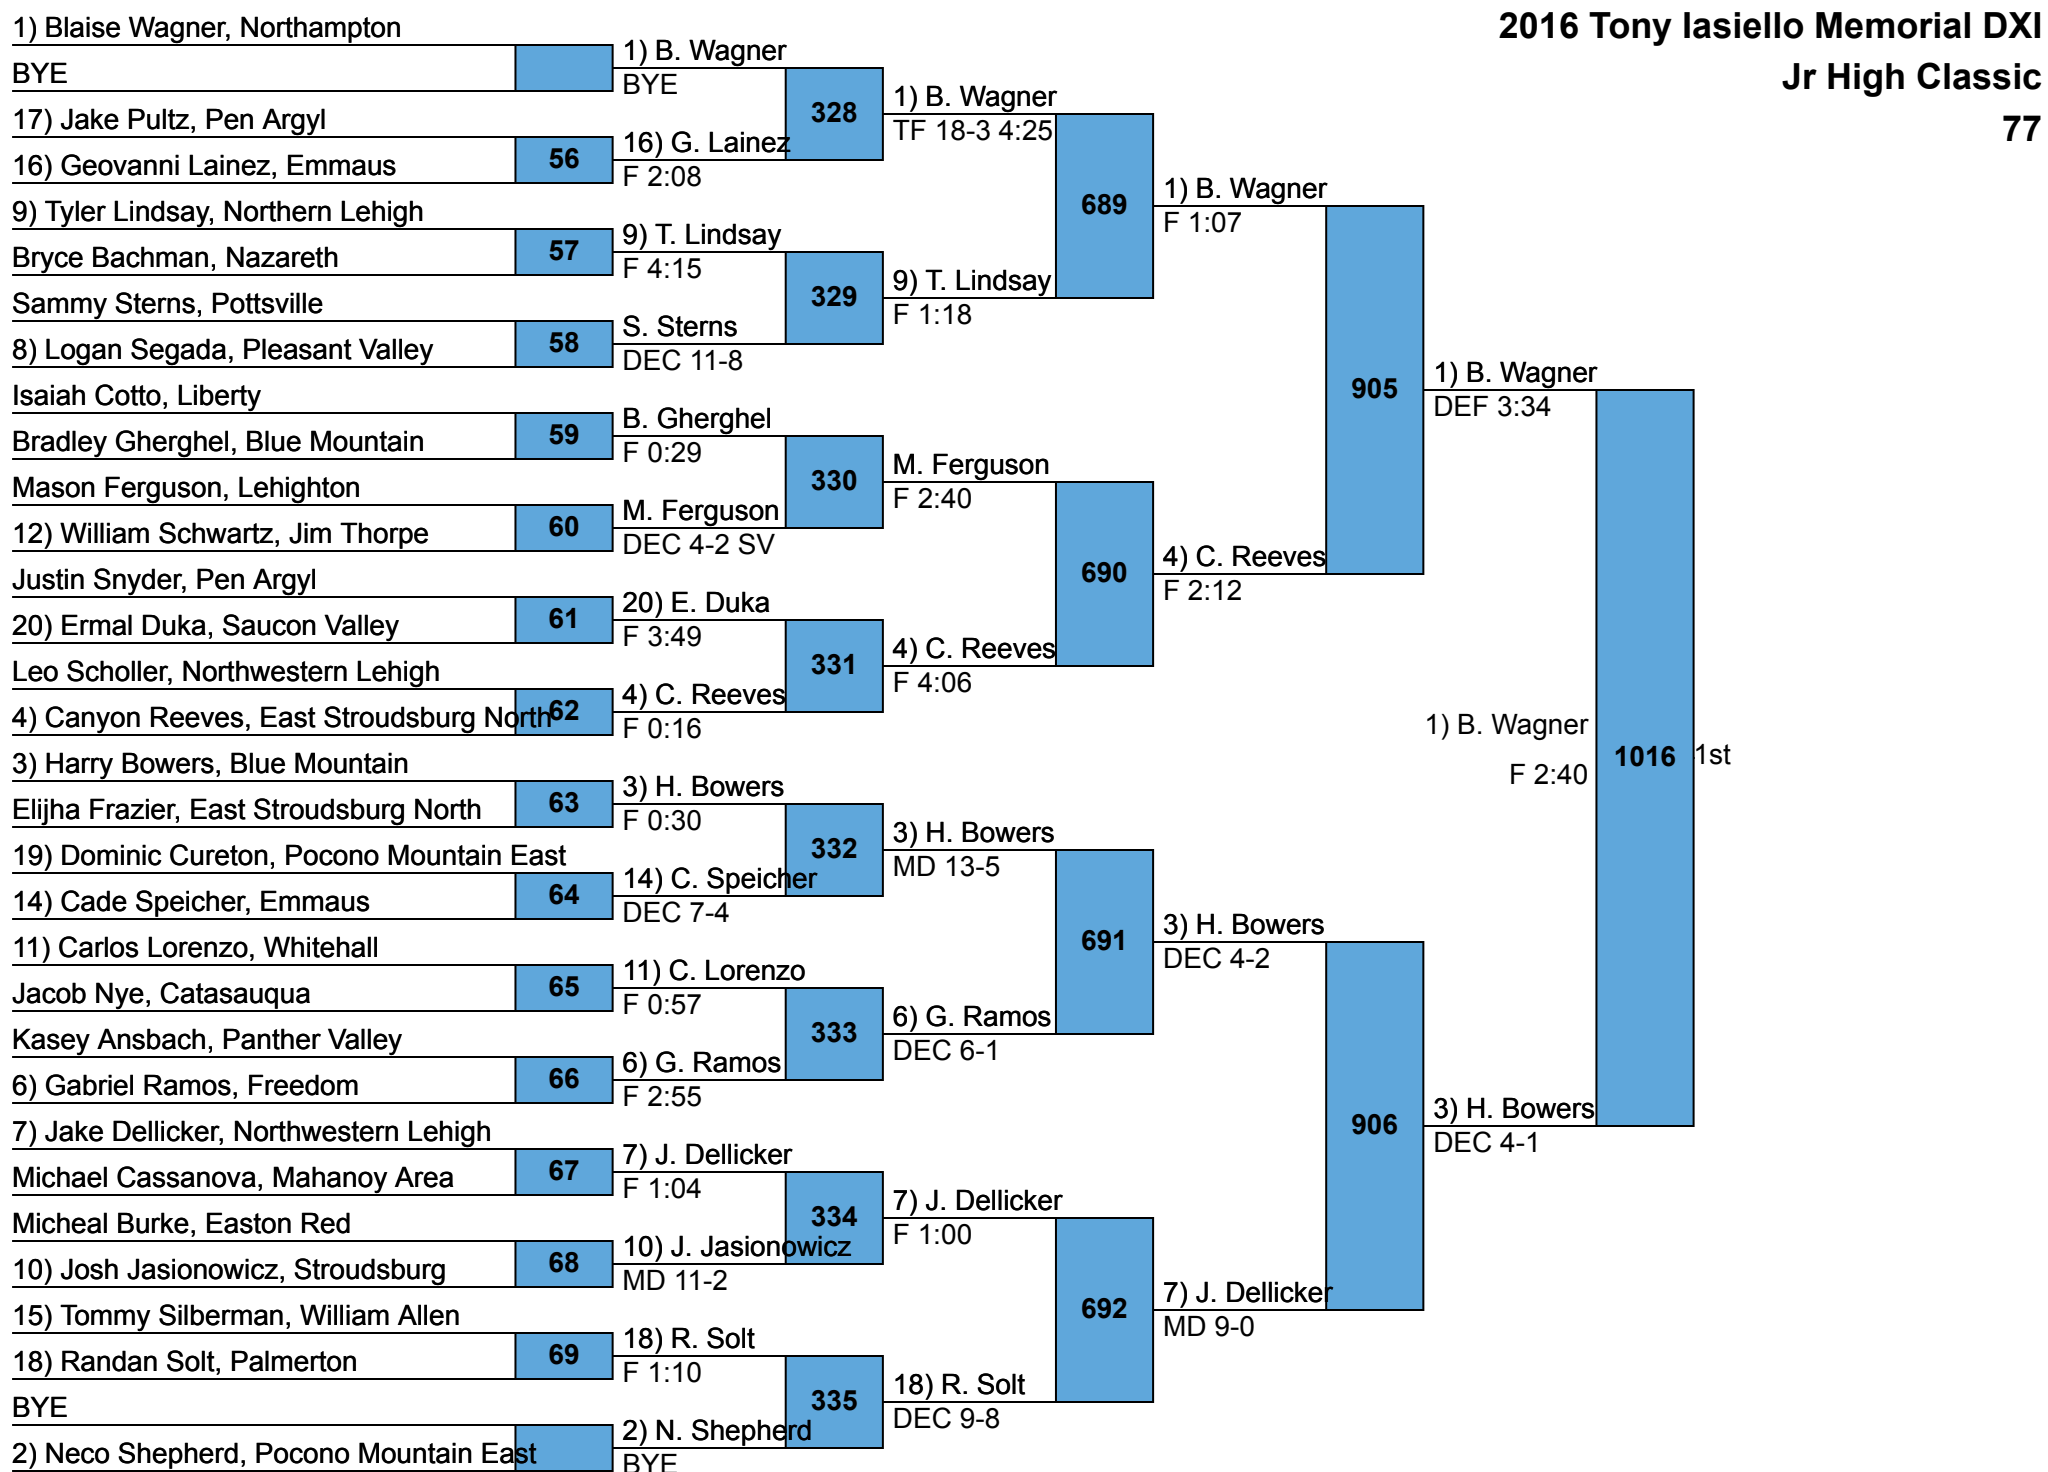 2016 Tony Iasiello Memorial DXI
Jr High Classic
77
1) Blaise Wagner, Northampton
BYE
17) Jake Pultz, Pen Argyl
16) Geovanni Lainez, Emmaus
9) Tyler Lindsay, Northern Lehigh
Bryce Bachman, Nazareth
Sammy Sterns, Pottsville
8) Logan Segada, Pleasant Valley
Isaiah Cotto, Liberty
Bradley Gherghel, Blue Mountain
Mason Ferguson, Lehighton
12) William Schwartz, Jim Thorpe
Justin Snyder, Pen Argyl
20) Ermal Duka, Saucon Valley
Leo Scholler, Northwestern Lehigh
4) Canyon Reeves, East Stroudsburg North
3) Harry Bowers, Blue Mountain
Elijha Frazier, East Stroudsburg North
19) Dominic Cureton, Pocono Mountain East
14) Cade Speicher, Emmaus
11) Carlos Lorenzo, Whitehall
Jacob Nye, Catasauqua
Kasey Ansbach, Panther Valley
6) Gabriel Ramos, Freedom
7) Jake Dellicker, Northwestern Lehigh
Michael Cassanova, Mahanoy Area
Micheal Burke, Easton Red
10) Josh Jasionowicz, Stroudsburg
15) Tommy Silberman, William Allen
18) Randan Solt, Palmerton
BYE
2) Neco Shepherd, Pocono Mountain East
56
57
58
59
60
61
62
63
64
65
66
67
68
69
1) B. Wagner
BYE
16) G. Lainez
F 2:08
9) T. Lindsay
F 4:15
S. Sterns
DEC 11-8
B. Gherghel
F 0:29
M. Ferguson
DEC 4-2 SV
20) E. Duka
F 3:49
4) C. Reeves
F 0:16
3) H. Bowers
F 0:30
14) C. Speicher
DEC 7-4
11) C. Lorenzo
F 0:57
6) G. Ramos
F 2:55
7) J. Dellicker
F 1:04
10) J. Jasionowicz
MD 11-2
18) R. Solt
F 1:10
2) N. Shepherd
BYE
328
329
330
331
332
333
334
335
1) B. Wagner
TF 18-3 4:25
9) T. Lindsay
F 1:18
M. Ferguson
F 2:40
4) C. Reeves
F 4:06
3) H. Bowers
MD 13-5
6) G. Ramos
DEC 6-1
7) J. Dellicker
F 1:00
18) R. Solt
DEC 9-8
689
690
691
692
1) B. Wagner
F 1:07
4) C. Reeves
F 2:12
3) H. Bowers
DEC 4-2
7) J. Dellicker
MD 9-0
905
906
1) B. Wagner
DEF 3:34
3) H. Bowers
DEC 4-1
1) B. Wagner
F 2:40
1016
1st